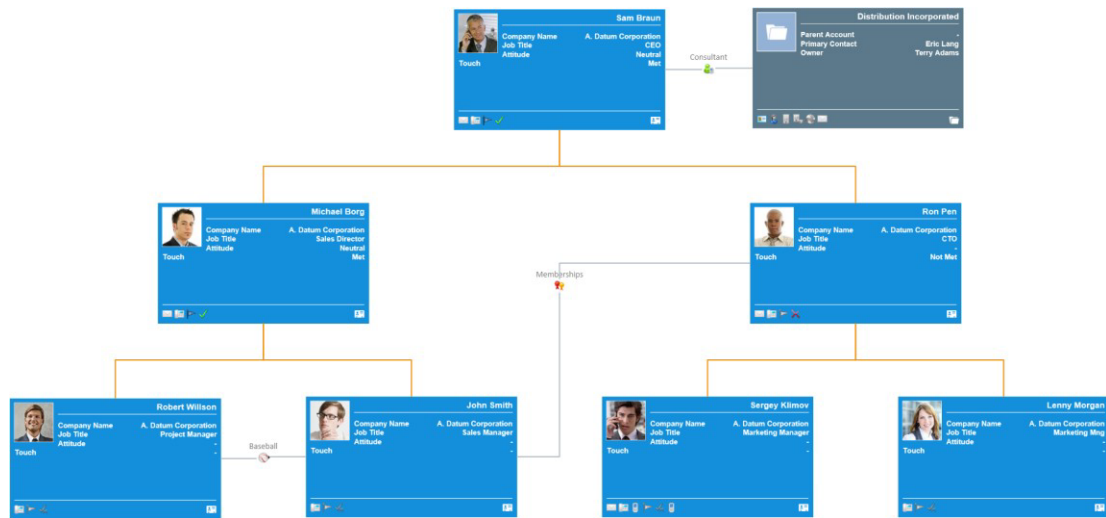 Sam Braun
Company Name A. Datum Corporation
Job Title CEO
Attitude Neutral
Touch Met
Distribution Incorporated
Parent Account -
Primary Contact Eric Lang
Owner Terry Adams
Consultant
Michael Borg
Company Name A. Datum Corporation
Job Title Sales Director
Attitude Neutral
Touch Met
Ron Pen
Company Name A. Datum Corporation
Job Title CTO
Attitude -
Touch Not Met
Memberships
Robert Willson
Company Name A. Datum Corporation
Job Title Project Manager
Attitude -
Touch -
Baseball
John Smith
Company Name A. Datum Corporation
Job Title Sales Manager
Attitude -
Touch -
Sergey Klimov
Company Name A. Datum Corporation
Job Title Marketing Manager
Attitude -
Touch -
Lenny Morgan
Company Name A. Datum Corporation
Job Title Marketing Mng
Attitude -
Touch -